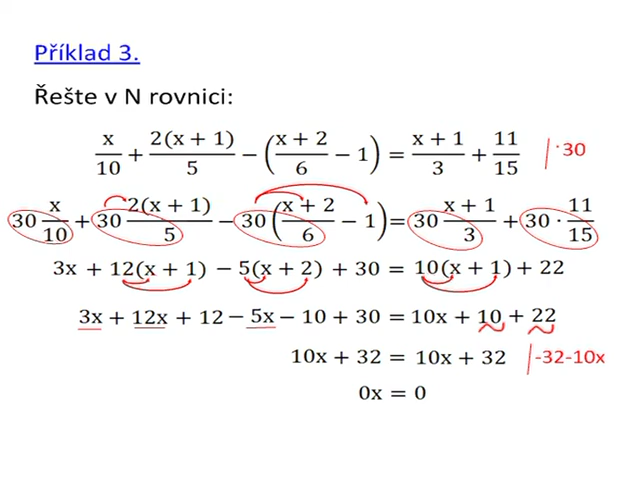 Příklad 3.
Řešte v N rovnici:
x/10 + 2(x + 1)/5 − ((x + 2)/6 − 1) = (x + 1)/3 + 11/15 |·30
30 x/10 + 30 2(x + 1)/5 − 30 ((x + 2)/6 − 1) = 30 (x + 1)/3 + 30 · 11/15
3x + 12(x + 1) − 5(x + 2) + 30 = 10(x + 1) + 22
3x + 12x + 12 − 5x − 10 + 30 = 10x + 10 + 22
10x + 32 = 10x + 32 |-32-10x
0x = 0